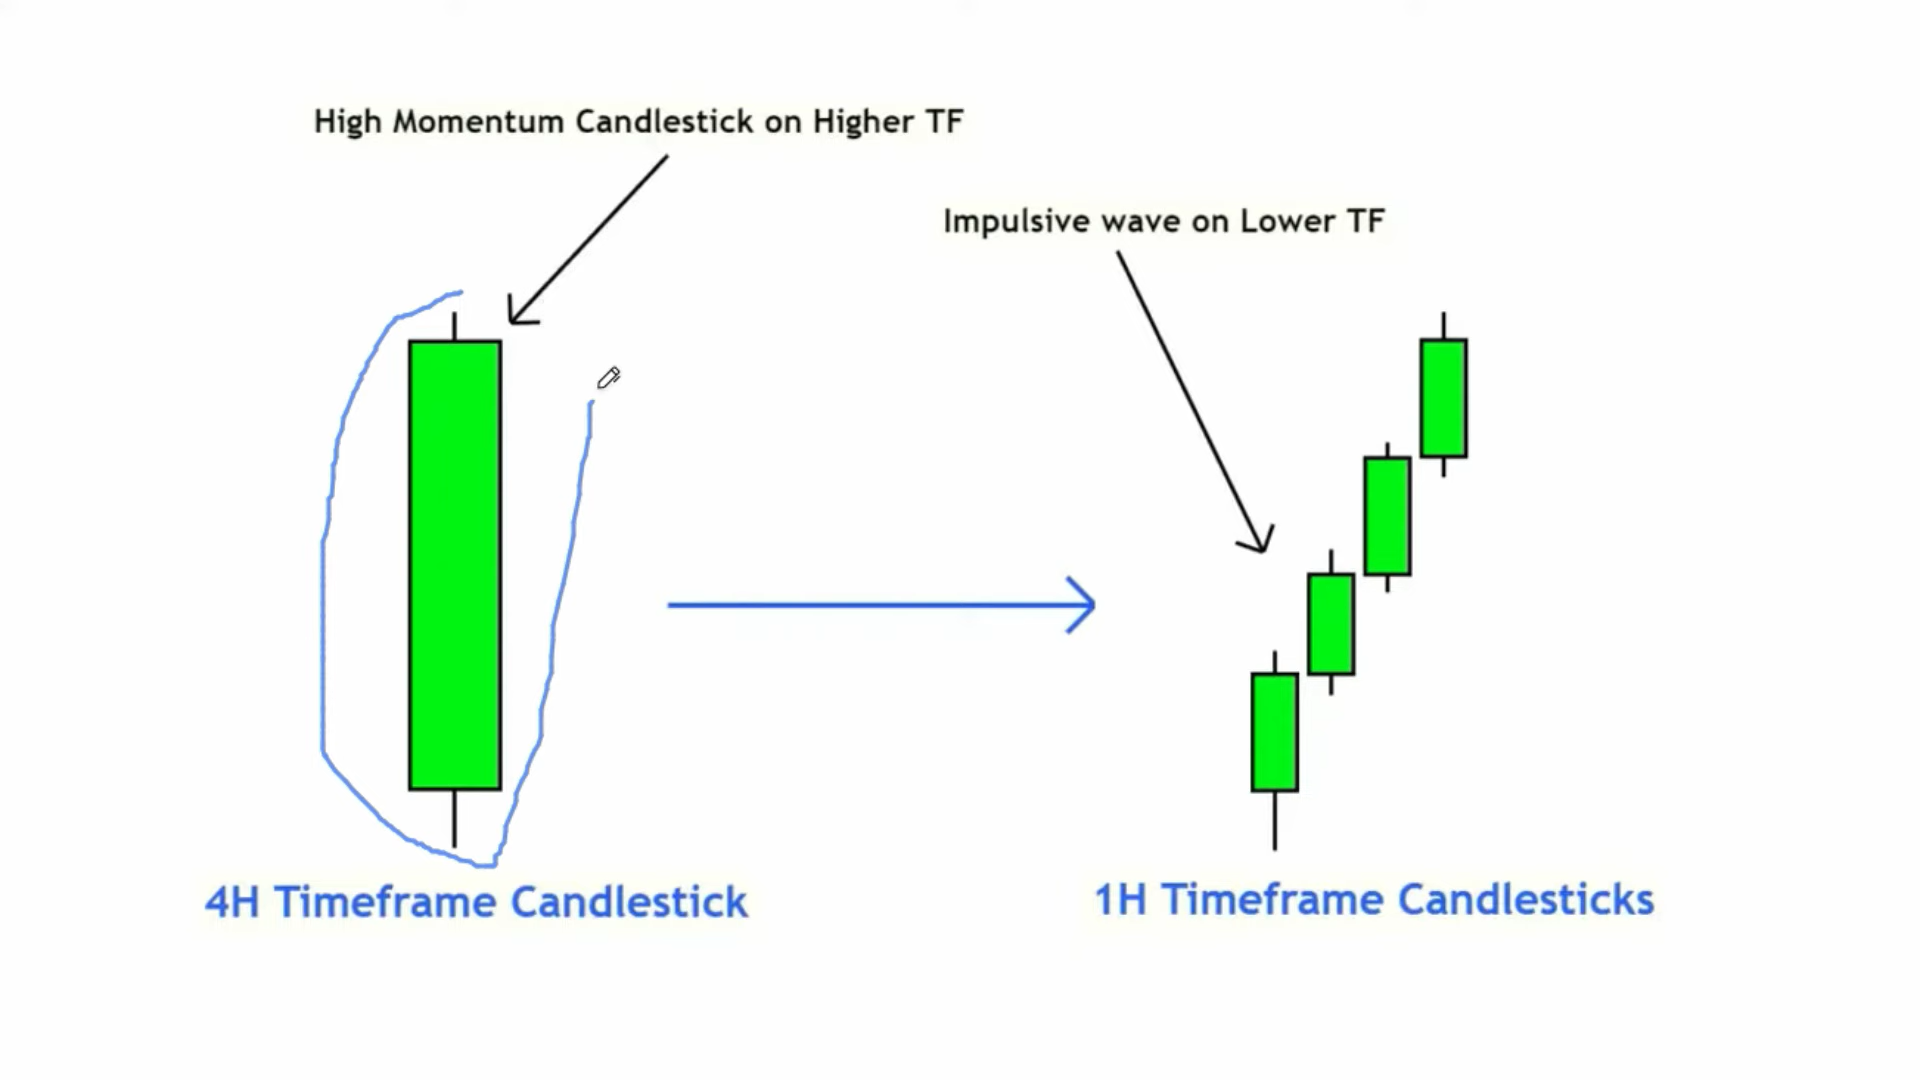 High Momentum Candlestick on Higher TF
Impulsive wave on Lower TF
4H Timeframe Candlestick
1H Timeframe Candlesticks